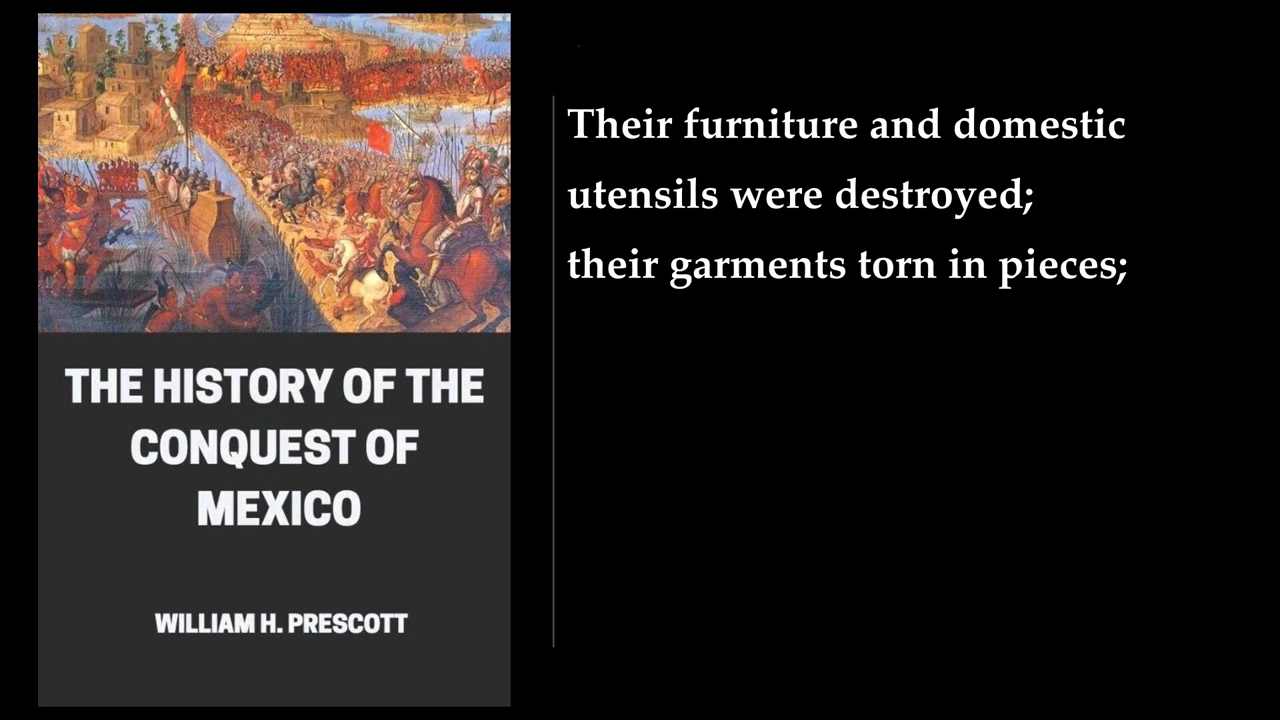 THE HISTORY OF THE
CONQUEST OF
MEXICO
WILLIAM H. PRESCOTT
Their furniture and domestic
utensils were destroyed;
their garments torn in pieces;